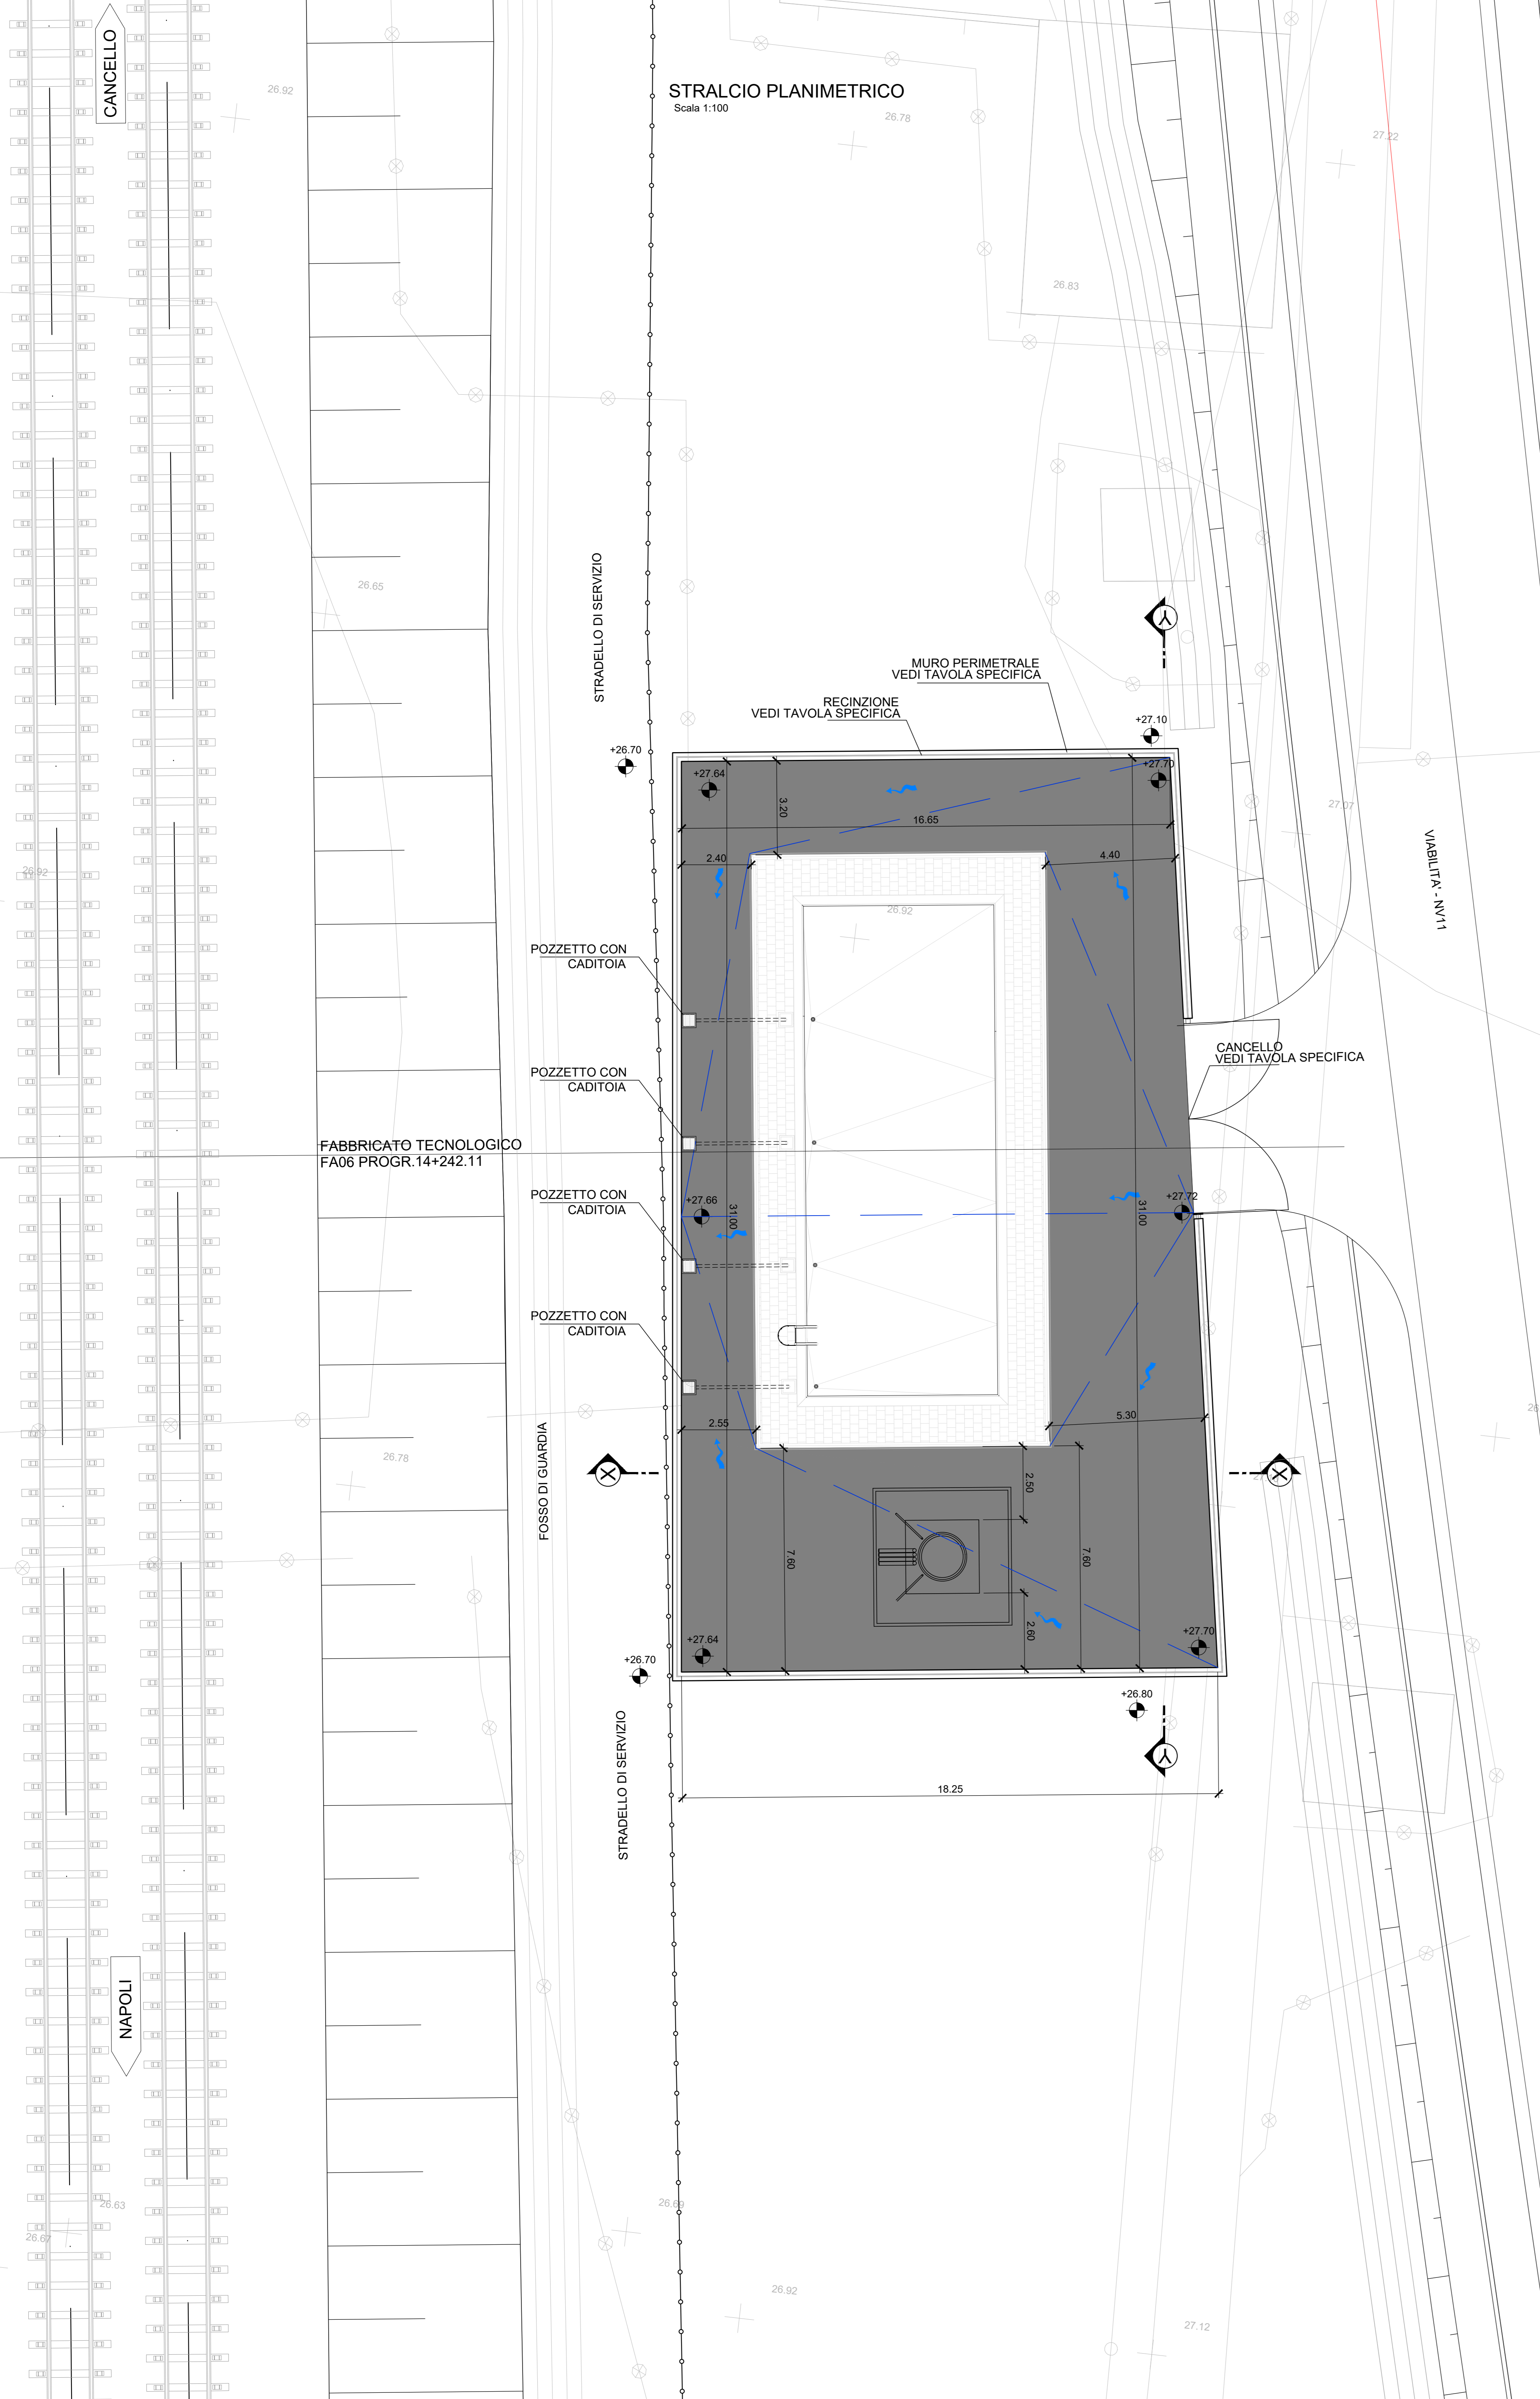 CANCELLO
STRALCIO PLANIMETRICO
Scala 1:100
26.92
26.78
27.22
26.83
26.65
STRADELLO DI SERVIZIO
MURO PERIMETRALE
VEDI TAVOLA SPECIFICA
RECINZIONE
VEDI TAVOLA SPECIFICA
Y
+27.10
+26.70
+27.64
+27.70
3.20
16.65
27.07
2.40
4.40
26.92
26.92
VIABILITA' - NV11
POZZETTO CON
CADITOIA
CANCELLO
VEDI TAVOLA SPECIFICA
POZZETTO CON
CADITOIA
FABBRICATO TECNOLOGICO
FA06 PROGR.14+242.11
POZZETTO CON
CADITOIA
+27.66
31.00
31.00
+27.72
POZZETTO CON
CADITOIA
2.55
5.30
26.78
FOSSO DI GUARDIA
X
X
2.50
7.60
7.60
2.60
+27.64
+27.70
+26.70
+26.80
Y
STRADELLO DI SERVIZIO
18.25
NAPOLI
26.63
26.67
26.69
26.92
27.12